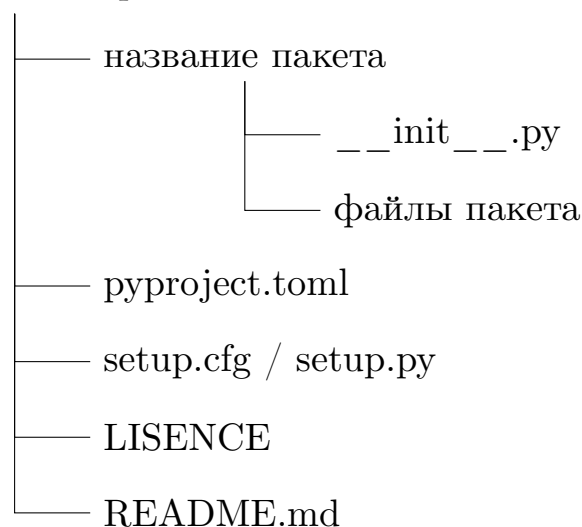 название пакета
__init__.py
файлы пакета
pyproject.toml
setup.cfg / setup.py
LISENCE
README.md